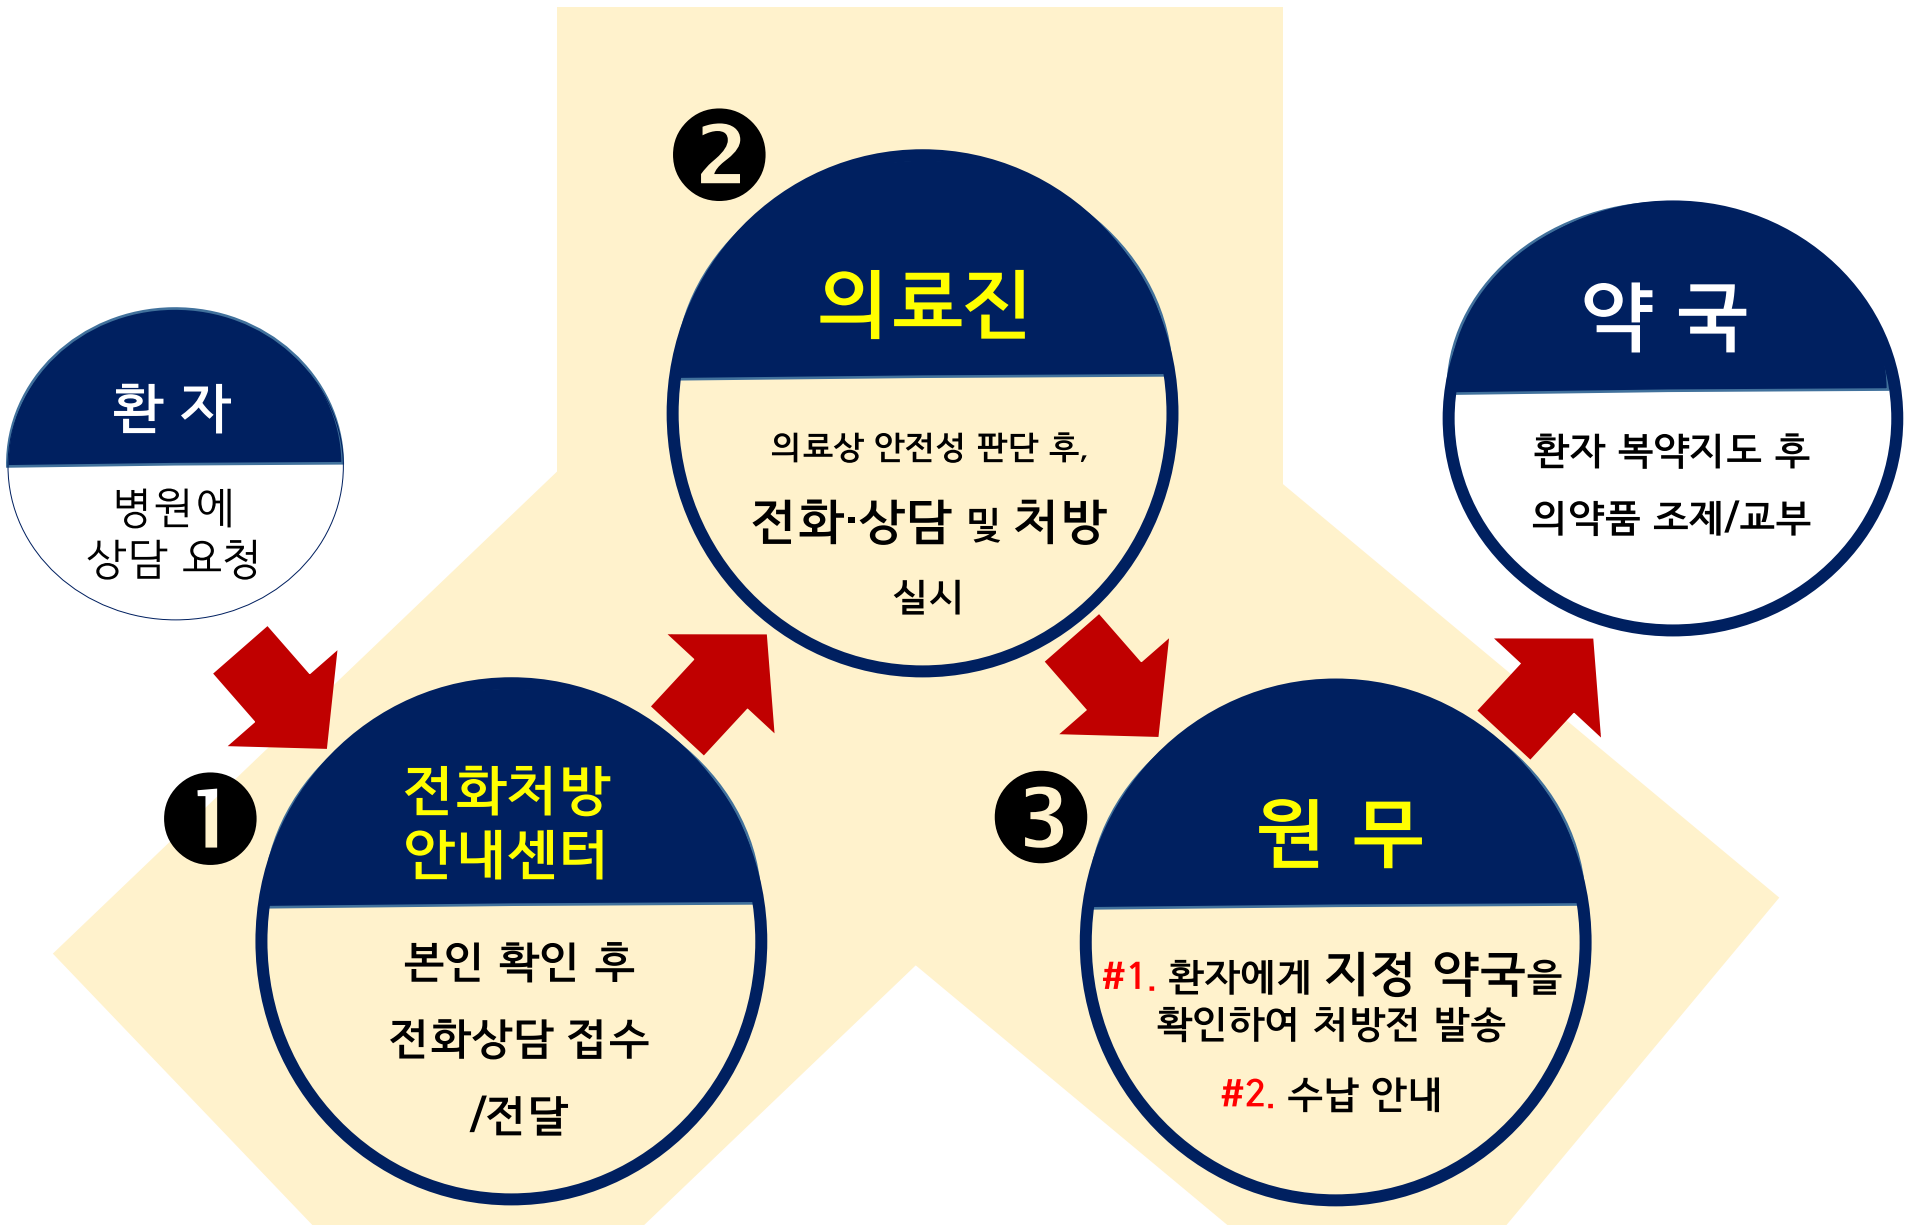 환 자
병원에
상담 요청
❶
전화처방
안내센터
본인 확인 후
전화상담 접수
/전달
❷
의료진
의료상 안전성 판단 후,
전화·상담 및 처방
실시
❸
원 무
#1. 환자에게 지정 약국을
확인하여 처방전 발송
#2. 수납 안내
약 국
환자 복약지도 후
의약품 조제/교부